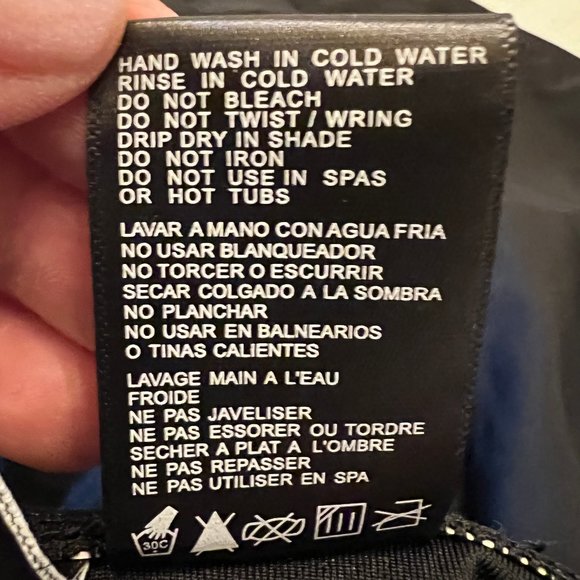 HAND WASH IN COLD WATER
RINSE IN COLD WATER
DO NOT BLEACH
DO NOT TWIST / WRING
DRIP DRY IN SHADE
DO NOT IRON
DO NOT USE IN SPAS
OR HOT TUBS
LAVAR A MANO CON AGUA FRIA
NO USAR BLANQUEADOR
NO TORCER O ESCURRIR
SECAR COLGADO A LA SOMBRA
NO PLANCHAR
NO USAR EN BALNEARIOS
O TINAS CALIENTES
LAVAGE MAIN A L'EAU
FROIDE
NE PAS JAVELISER
NE PAS ESSORER OU TORDRE
SECHER A PLAT A L'OMBRE
NE PAS REPASSER
NE PAS UTILISER EN SPA
30C